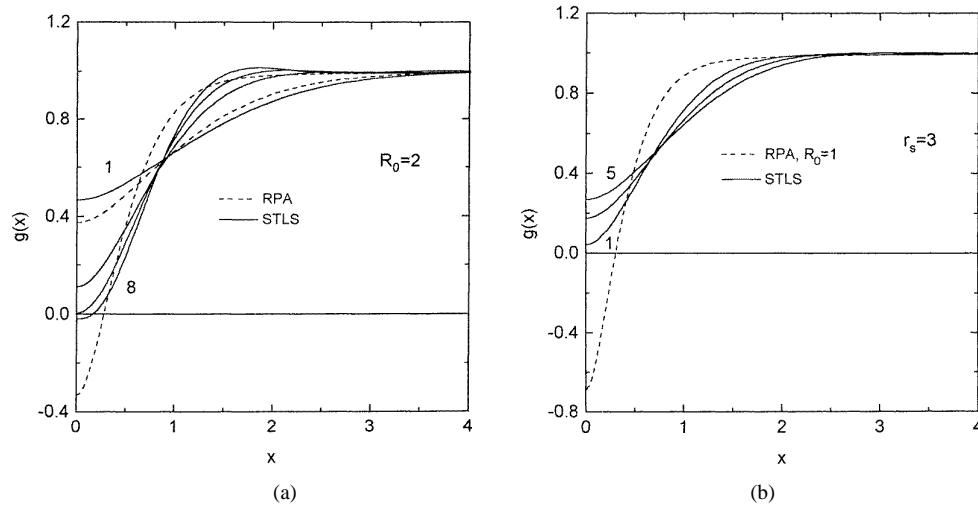 1.2
0.8
0.4
0.0
-0.4
g(x)
1
8
R₀=2
RPA
STLS
0 1 2 3 4
x
(a)
1.2
0.8
0.4
0.0
-0.4
-0.8
g(x)
5
1
r_s=3
RPA, R₀=1
STLS
0 1 2 3 4
x
(b)